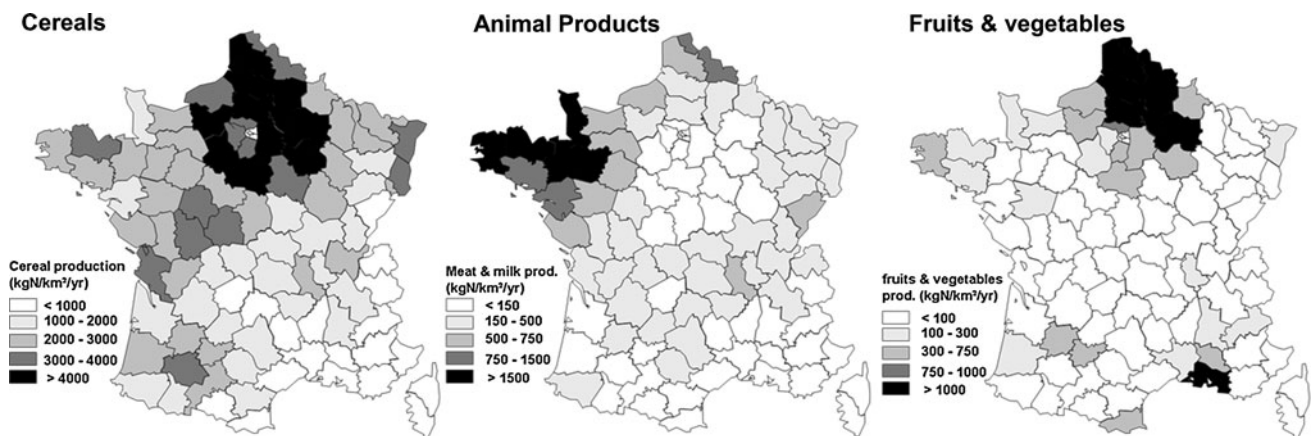 Cereals
Animal Products
Fruits & vegetables
Cereal production
(kgN/km²/yr)
< 1000
1000 - 2000
2000 - 3000
3000 - 4000
> 4000
Meat & milk prod.
(kgN/km²/yr)
< 150
150 - 500
500 - 750
750 - 1500
> 1500
fruits & vegetables
prod. (kgN/km²/yr)
< 100
100 - 300
300 - 750
750 - 1000
> 1000